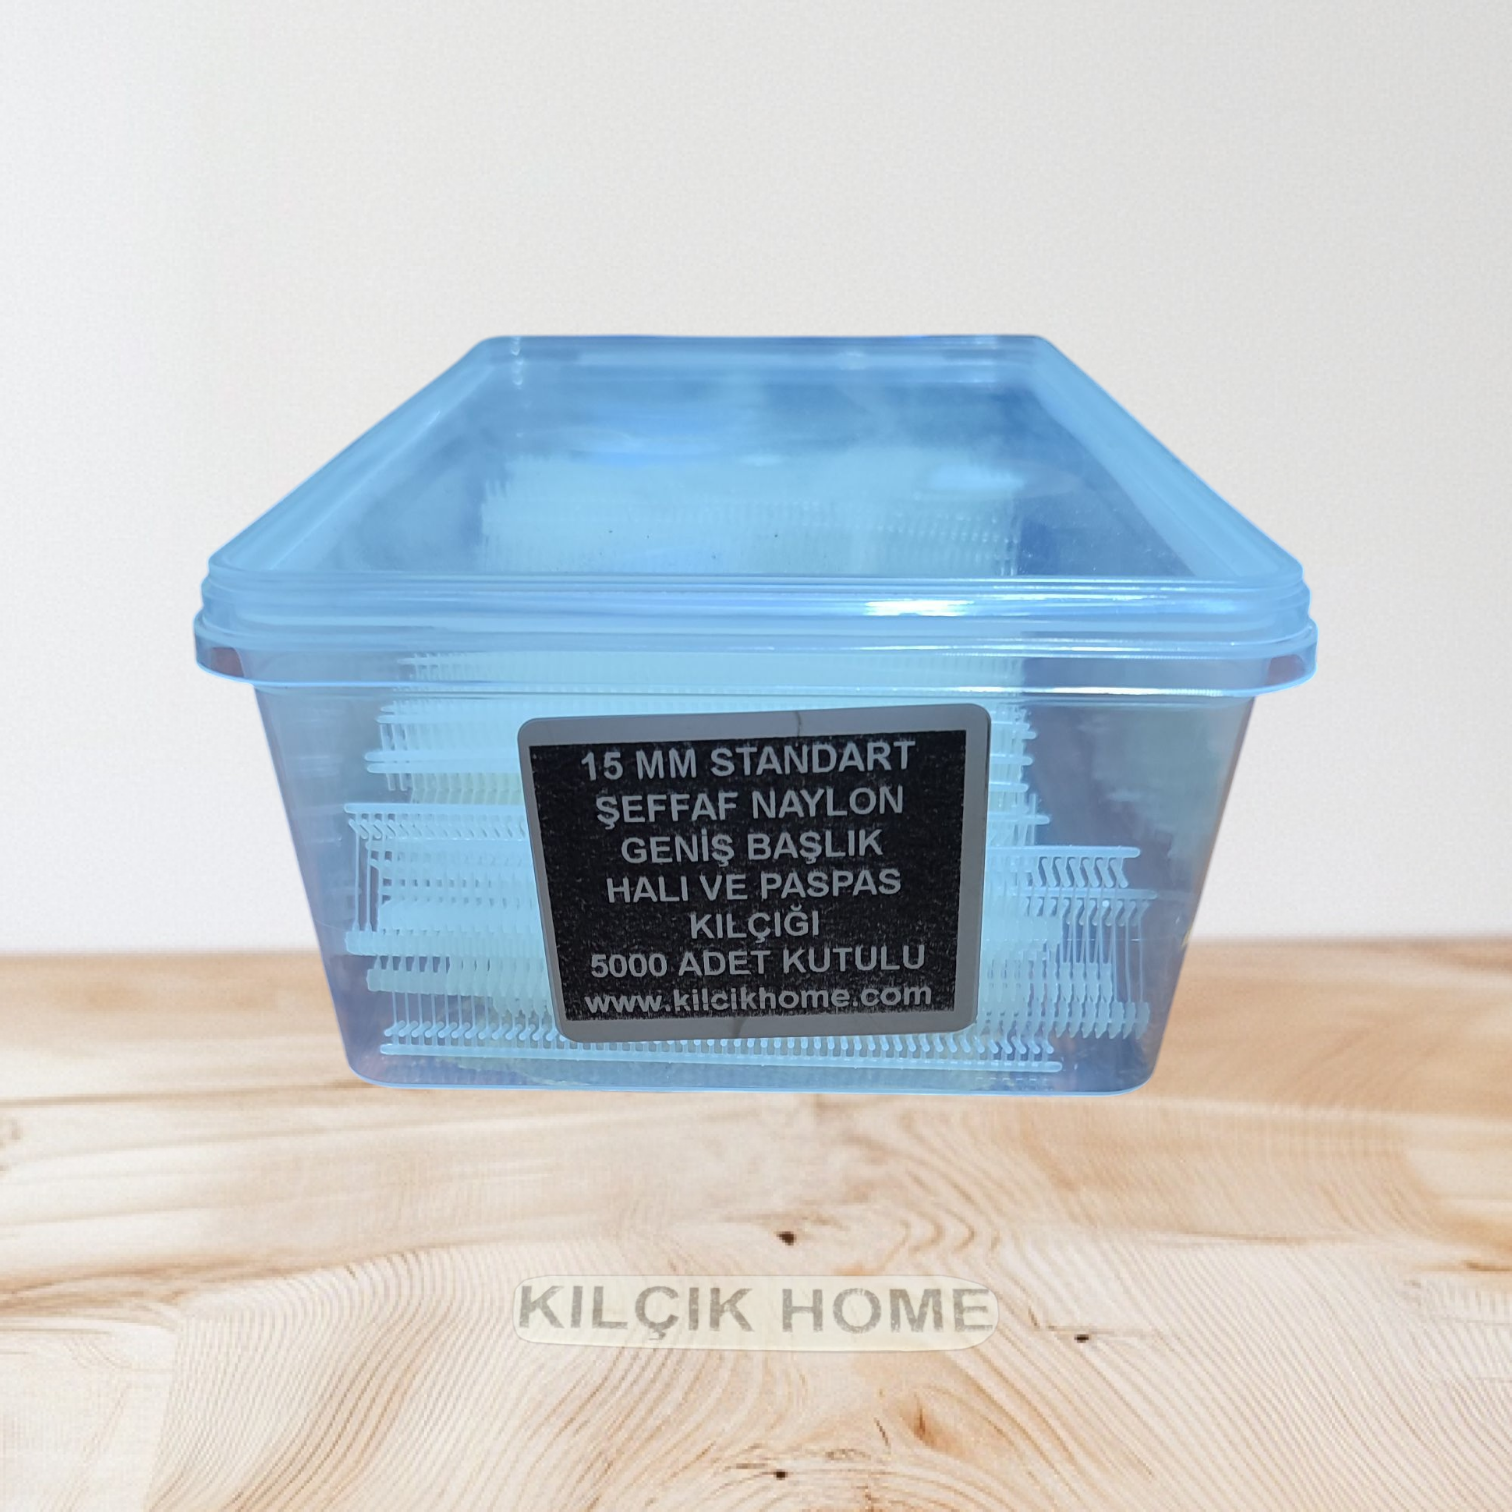 15 MM STANDART
ŞEFFAF NAYLON
GENİŞ BAŞLIK
HALI VE PASPAS
KILÇIĞI
5000 ADET KUTULU
www.kilcikhome.com
KILÇIK HOME